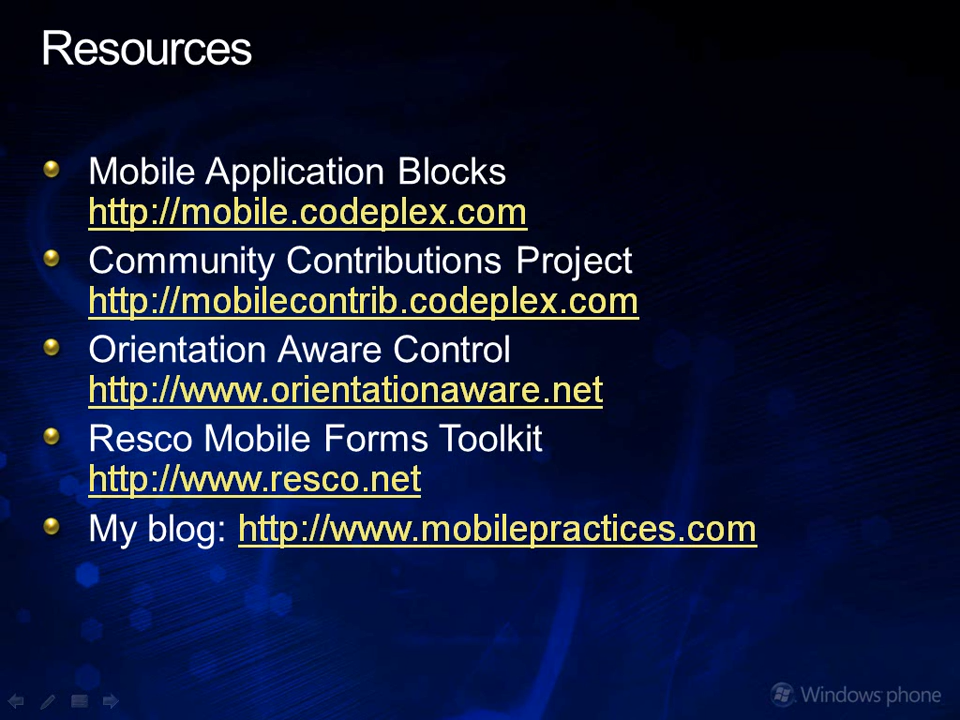 Resources
Mobile Application Blocks
http://mobile.codeplex.com
Community Contributions Project
http://mobilecontrib.codeplex.com
Orientation Aware Control
http://www.orientationaware.net
Resco Mobile Forms Toolkit
http://www.resco.net
My blog: http://www.mobilepractices.com
Windows phone